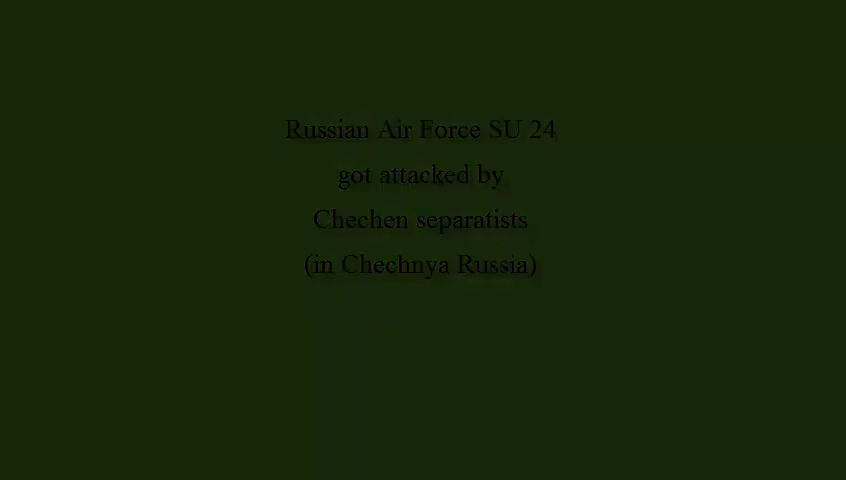 Russian Air Force SU 24
got attacked by
Chechen separatists
(in Chechnya Russia)